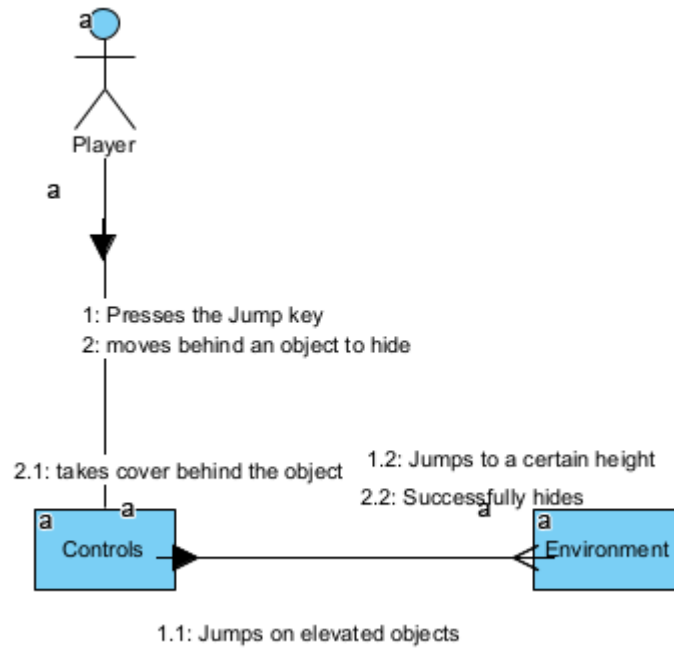 a
Player
a
1: Presses the Jump key
2: moves behind an object to hide
2.1: takes cover behind the object
1.2: Jumps to a certain height
2.2: Successfully hides
a
a
a
a
Controls
Environment
1.1: Jumps on elevated objects